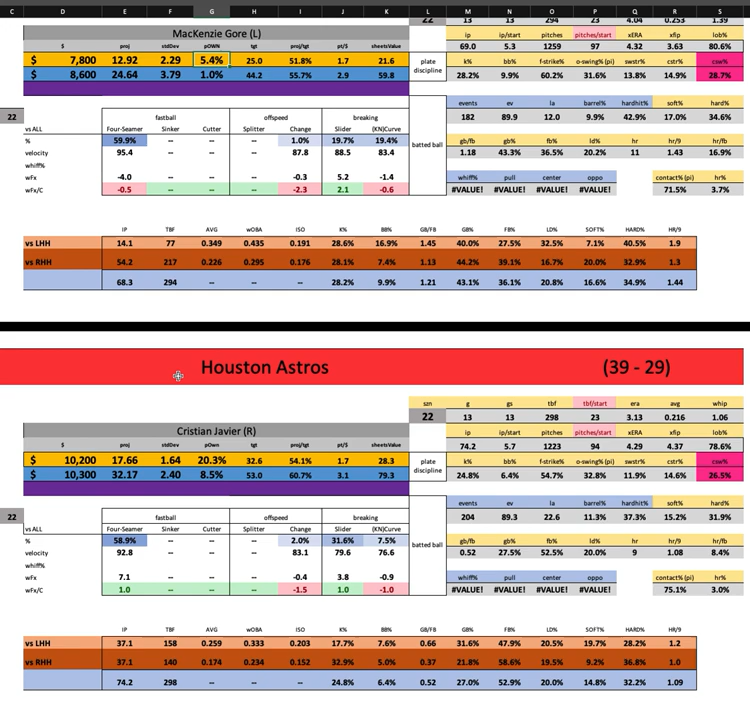 C D E F G H I J K L M N O P Q R S
22 13 13 294 23 4.04 0.253 1.39
MacKenzie Gore (L) ip ip/start pitches pitches/start xERA xfip lob%
$ proj stdDev pOWN tgt proj/tgt pt/$ sheetsValue 69.0 5.3 1259 97 4.32 3.63 80.6%
$ 7,800 12.92 2.29 5.4% 25.0 51.8% 1.7 21.6 plate discipline k% bb% f-strike% o-swing% (pi) swstr% cstr% csw%
$ 8,600 24.64 3.79 1.0% 44.2 55.7% 2.9 59.8 28.2% 9.9% 60.2% 31.6% 13.8% 14.9% 28.7%
events ev la barrel% hardhit% soft% hard%
22 fastball offspeed breaking 182 89.9 12.0 9.9% 42.9% 17.0% 34.6%
vs ALL Four-Seamer Sinker Cutter Splitter Change Slider (KN)Curve
% 59.9% -- -- -- 1.0% 19.7% 19.4% batted ball gb/fb gb% fb% ld% hr hr/9 hr/fb
velocity 95.4 -- -- -- 87.8 88.5 83.4 1.18 43.3% 36.5% 20.2% 11 1.43 16.9%
whiff%
wFx -4.0 -- -- -- -0.3 5.2 -1.4 whiff% pull center oppo contact% (pi) hr%
wFx/C -0.5 -- -- -- -2.3 2.1 -0.6 #VALUE! #VALUE! #VALUE! #VALUE! 71.5% 3.7%
IP TBF AVG wOBA ISO K% BB% GB/FB GB% FB% LD% SOFT% HARD% HR/9
vs LHH 14.1 77 0.349 0.435 0.191 28.6% 16.9% 1.45 40.0% 27.5% 32.5% 7.1% 40.5% 1.9
vs RHH 54.2 217 0.226 0.295 0.176 28.1% 7.4% 1.13 44.2% 39.1% 16.7% 20.0% 32.9% 1.3
68.3 294 -- -- -- 28.2% 9.9% 1.21 43.1% 36.1% 20.8% 16.6% 34.9% 1.44
Houston Astros (39 - 29)
szn g gs tbf tbf/start era avg whip
22 13 13 298 23 3.13 0.216 1.06
Cristian Javier (R) ip ip/start pitches pitches/start xERA xfip lob%
$ proj stdDev pOwn tgt proj/tgt pt/$ sheetsValue 74.2 5.7 1223 94 4.29 4.37 78.6%
$ 10,200 17.66 1.64 20.3% 32.6 54.1% 1.7 28.3 plate discipline k% bb% f-strike% o-swing% (pi) swstr% cstr% csw%
$ 10,300 32.17 2.40 8.5% 53.0 60.7% 3.1 79.3 24.8% 6.4% 54.7% 32.8% 11.9% 14.6% 26.5%
events ev la barrel% hardhit% soft% hard%
22 fastball offspeed breaking 204 89.3 22.6 11.3% 37.3% 15.2% 31.9%
vs ALL Four-Seamer Sinker Cutter Splitter Change Slider (KN)Curve
% 58.9% -- -- -- 2.0% 31.6% 7.5% batted ball gb/fb gb% fb% ld% hr hr/9 hr/fb
velocity 92.8 -- -- -- 83.1 79.6 76.6 0.52 27.5% 52.5% 20.0% 9 1.08 8.4%
whiff%
wFx 7.1 -- -- -- -0.4 3.8 -0.9 whiff% pull center oppo contact% (pi) hr%
wFx/C 1.0 -- -- -- -1.5 1.0 -1.0 #VALUE! #VALUE! #VALUE! #VALUE! 75.1% 3.0%
IP TBF AVG wOBA ISO K% BB% GB/FB GB% FB% LD% SOFT% HARD% HR/9
vs LHH 37.1 158 0.259 0.333 0.203 17.7% 7.6% 0.66 31.6% 47.9% 20.5% 19.7% 28.2% 1.2
vs RHH 37.1 140 0.174 0.234 0.152 32.9% 5.0% 0.37 21.8% 58.6% 19.5% 9.2% 36.8% 1.0
74.2 298 -- -- -- 24.8% 6.4% 0.52 27.0% 52.9% 20.0% 14.8% 32.2% 1.09